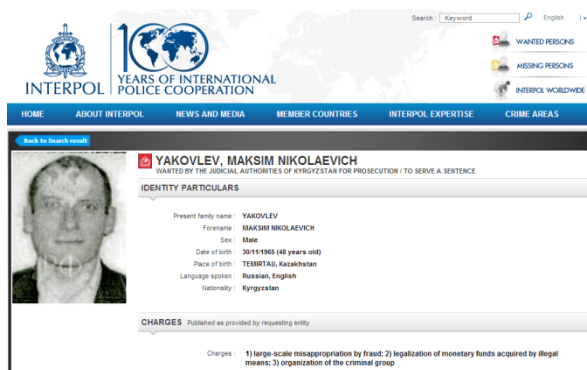 Search : Keyword English
WANTED PERSONS
MISSING PERSONS
INTERPOL WORLDWIDE
INTERPOL
100 YEARS OF INTERNATIONAL
POLICE COOPERATION
HOME ABOUT INTERPOL NEWS AND MEDIA MEMBER COUNTRIES INTERPOL EXPERTISE CRIME AREAS
Back to Search result
YAKOVLEV, MAKSIM NIKOLAEVICH
WANTED BY THE JUDICIAL AUTHORITIES OF KYRGYZSTAN FOR PROSECUTION / TO SERVE A SENTENCE
IDENTITY PARTICULARS
Present family name : YAKOVLEV
Forename : MAKSIM NIKOLAEVICH
Sex : Male
Date of birth : 30/11/1965 (48 years old)
Place of birth : TEMIRTAU, Kazakhstan
Language spoken : Russian, English
Nationality : Kyrgyzstan
CHARGES Published as provided by requesting entity
Charges : 1) large-scale misappropriation by fraud; 2) legalization of monetary funds acquired by illegal
means; 3) organization of the criminal group